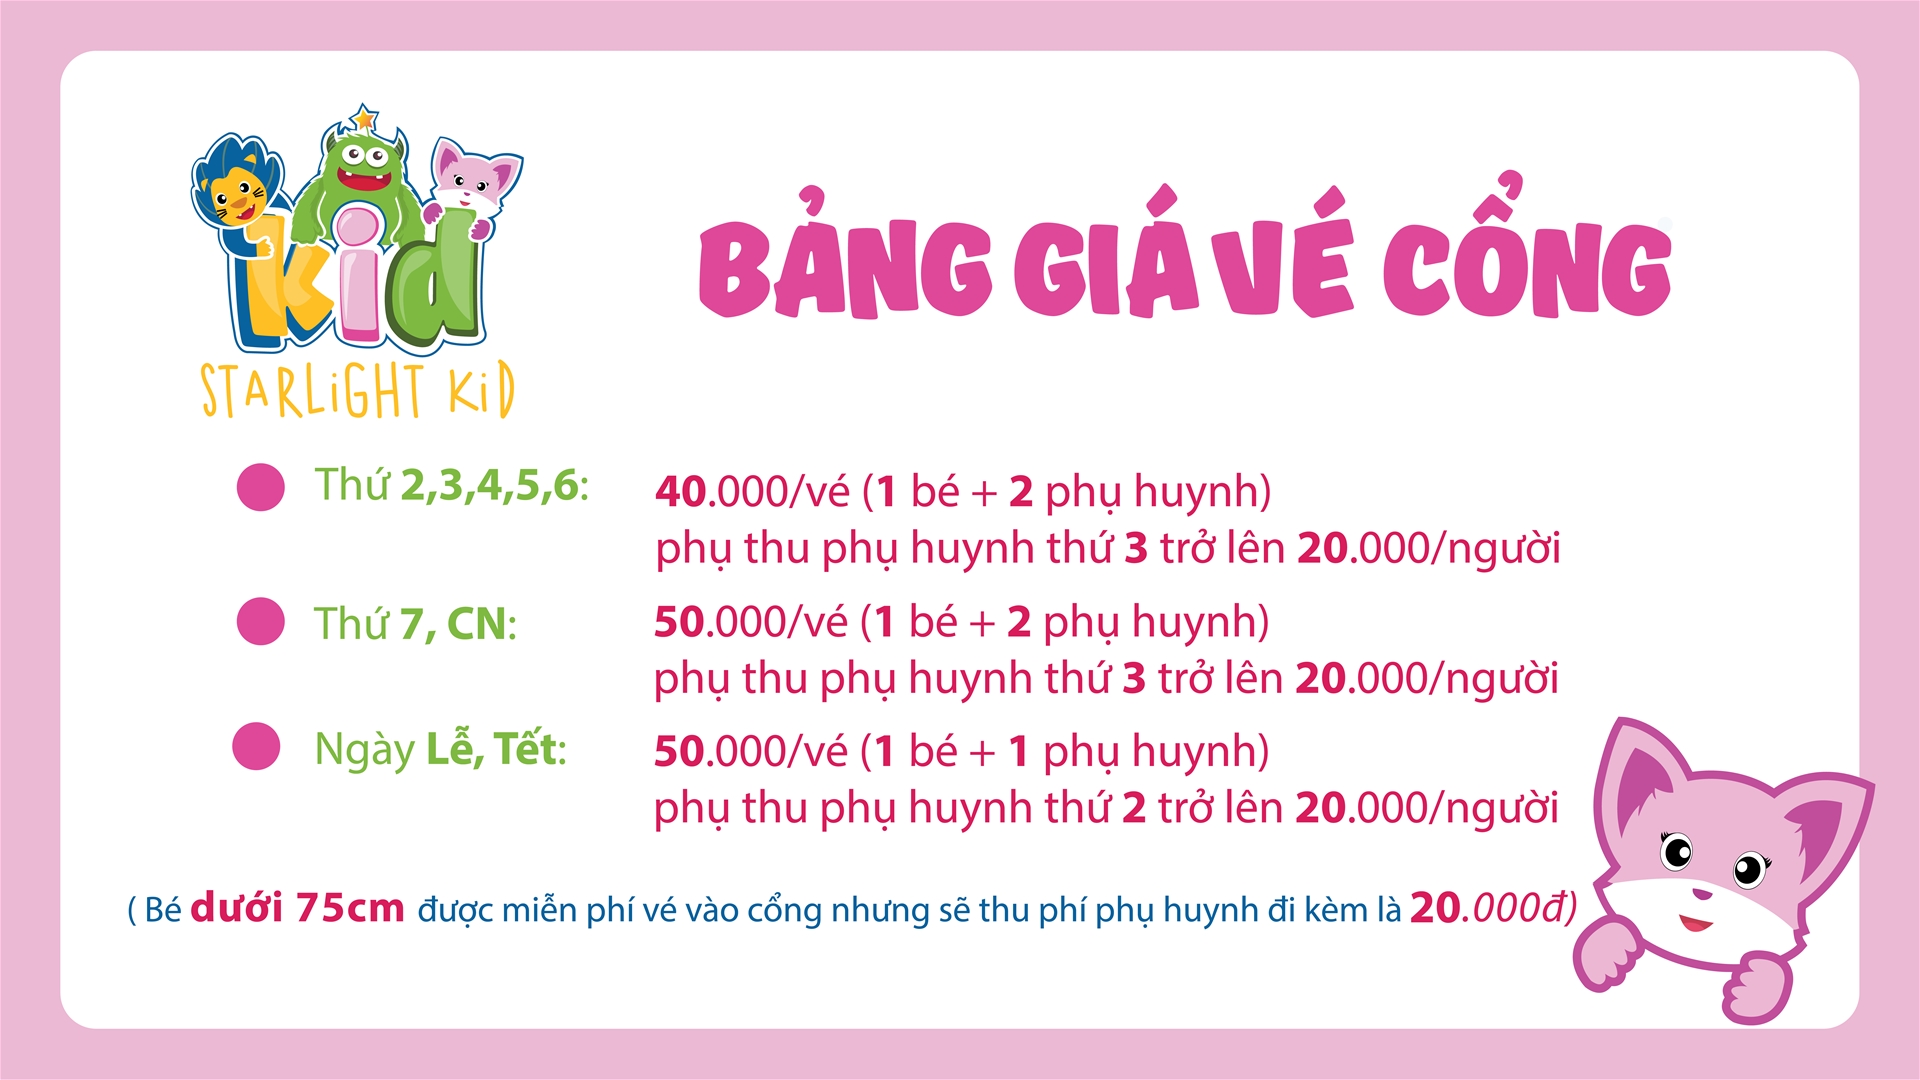 kid
STARLiGHT KiD
BẢNG GIÁ VÉ CỔNG
Thứ 2,3,4,5,6:
40.000/vé (1 bé + 2 phụ huynh)
phụ thu phụ huynh thứ 3 trở lên 20.000/người
Thứ 7, CN:
50.000/vé (1 bé + 2 phụ huynh)
phụ thu phụ huynh thứ 3 trở lên 20.000/người
Ngày Lễ, Tết:
50.000/vé (1 bé + 1 phụ huynh)
phụ thu phụ huynh thứ 2 trở lên 20.000/người
( Bé dưới 75cm được miễn phí vé vào cổng nhưng sẽ thu phí phụ huynh đi kèm là 20.000đ)